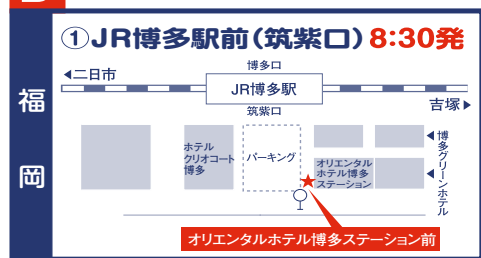 ①JR博多駅前(筑紫口) 8:30発
福岡
博多口
◀二日市
JR博多駅
吉塚▶
筑紫口
ホテル
クリオコート
博多
パーキング
オリエンタル
ホテル博多
ステーション
◀博多グリーンホテル
オリエンタルホテル博多ステーション前